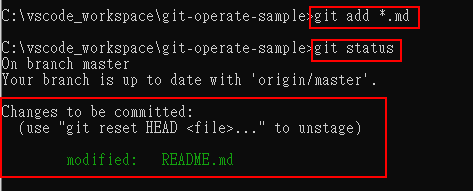 C:\vscode_workspace\git-operate-sample>git add *.md
C:\vscode_workspace\git-operate-sample>git status
On branch master
Your branch is up to date with 'origin/master'.
Changes to be committed:
(use "git reset HEAD <file>..." to unstage)
modified: README.md